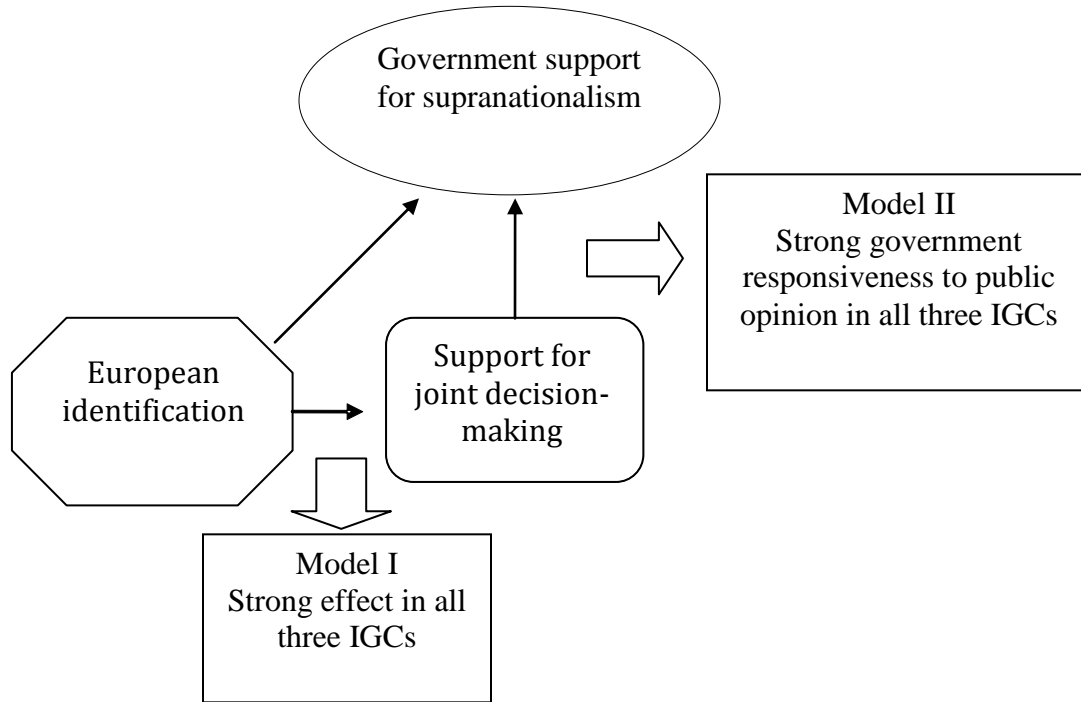 Government support
for supranationalism
Model II
Strong government
responsiveness to public
opinion in all three IGCs
European
identification
Support for
joint decision-
making
Model I
Strong effect in all
three IGCs